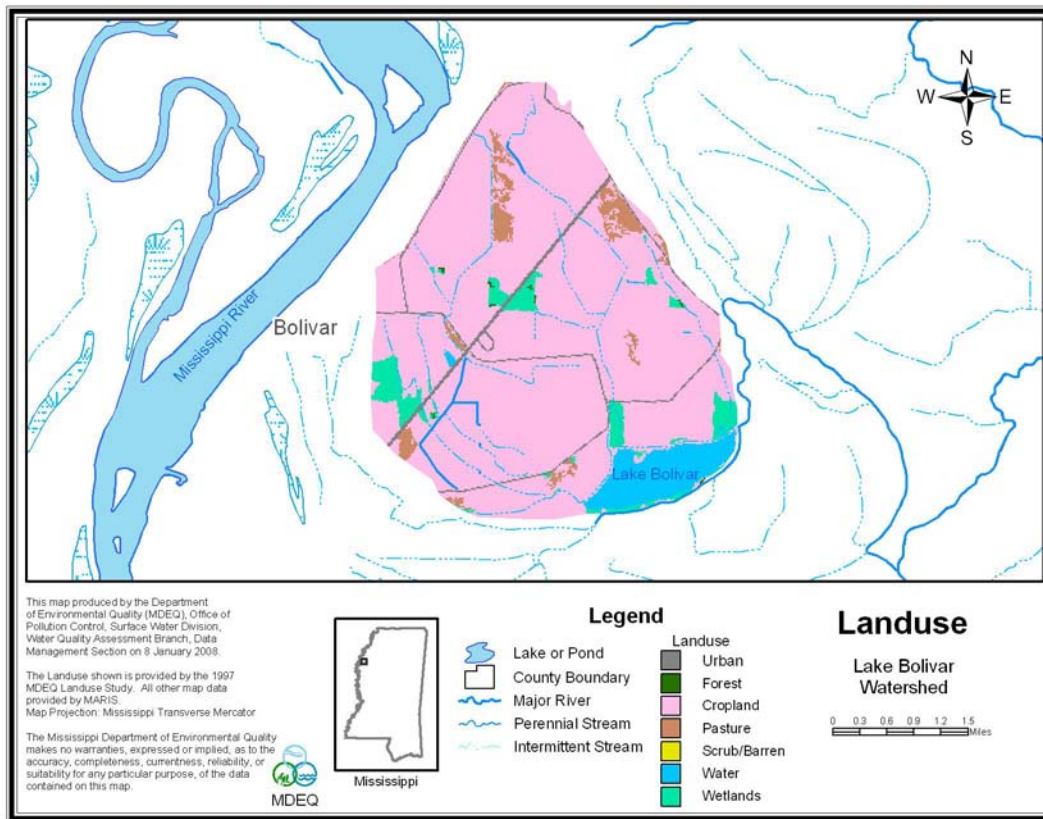 N
W E
S
Mississippi River
Bolivar
Lake Bolivar
This map produced by the Department
of Environmental Quality (MDEQ), Office of
Pollution Control, Surface Water Division,
Water Quality Assessment Branch, Data
Management Section on 8 January 2008.
The Landuse shown is provided by the 1997
MDEQ Landuse Study. All other map data
provided by MARIS.
Map Projection: Mississippi Transverse Mercator
The Mississippi Department of Environmental Quality
makes no warranties, expressed or implied, as to the
accuracy, completeness, currentness, reliability, or
suitability for any particular purpose, of the data
contained on this map.
MDEQ
Mississippi
Legend
Lake or Pond
County Boundary
Major River
Perennial Stream
Intermittent Stream
Landuse
Urban
Forest
Cropland
Pasture
Scrub/Barren
Water
Wetlands
Landuse
Lake Bolivar
Watershed
0 0.3 0.6 0.9 1.2 1.5
Miles